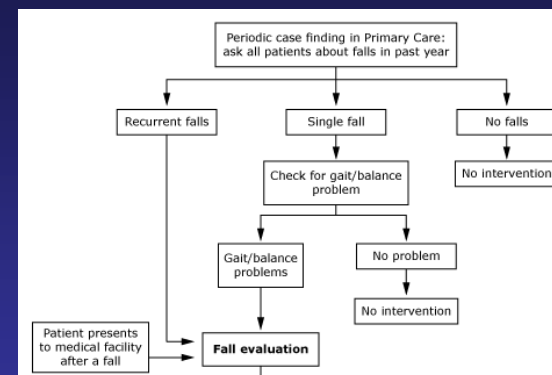 Periodic case finding in Primary Care:
ask all patients about falls in past year
Recurrent falls
Single fall
No falls
Check for gait/balance
problem
No intervention
Gait/balance
problems
No problem
No intervention
Patient presents
to medical facility
after a fall
Fall evaluation